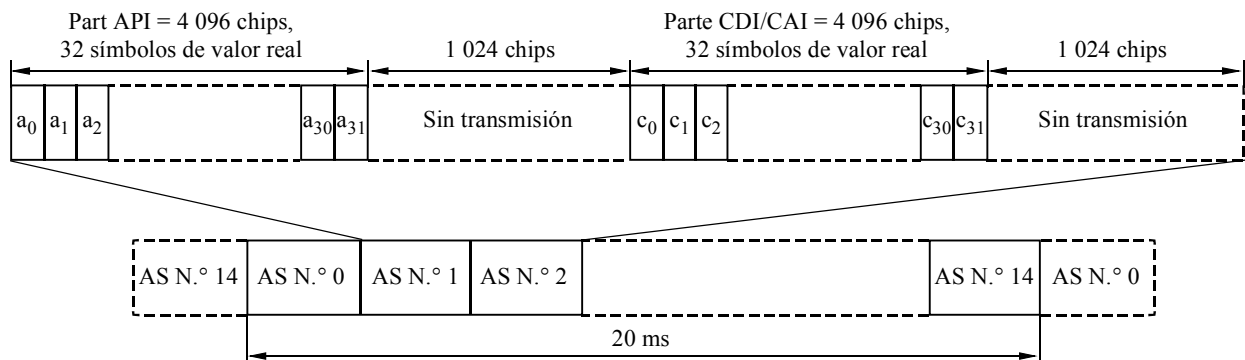 Part API = 4 096 chips,
32 símbolos de valor real
1 024 chips
Parte CDI/CAI = 4 096 chips,
32 símbolos de valor real
1 024 chips
a0 a1 a2 a30 a31 Sin transmisión c0 c1 c2 c30 c31 Sin transmisión
AS N.° 14 AS N.° 0 AS N.° 1 AS N.° 2 AS N.° 14 AS N.° 0
20 ms